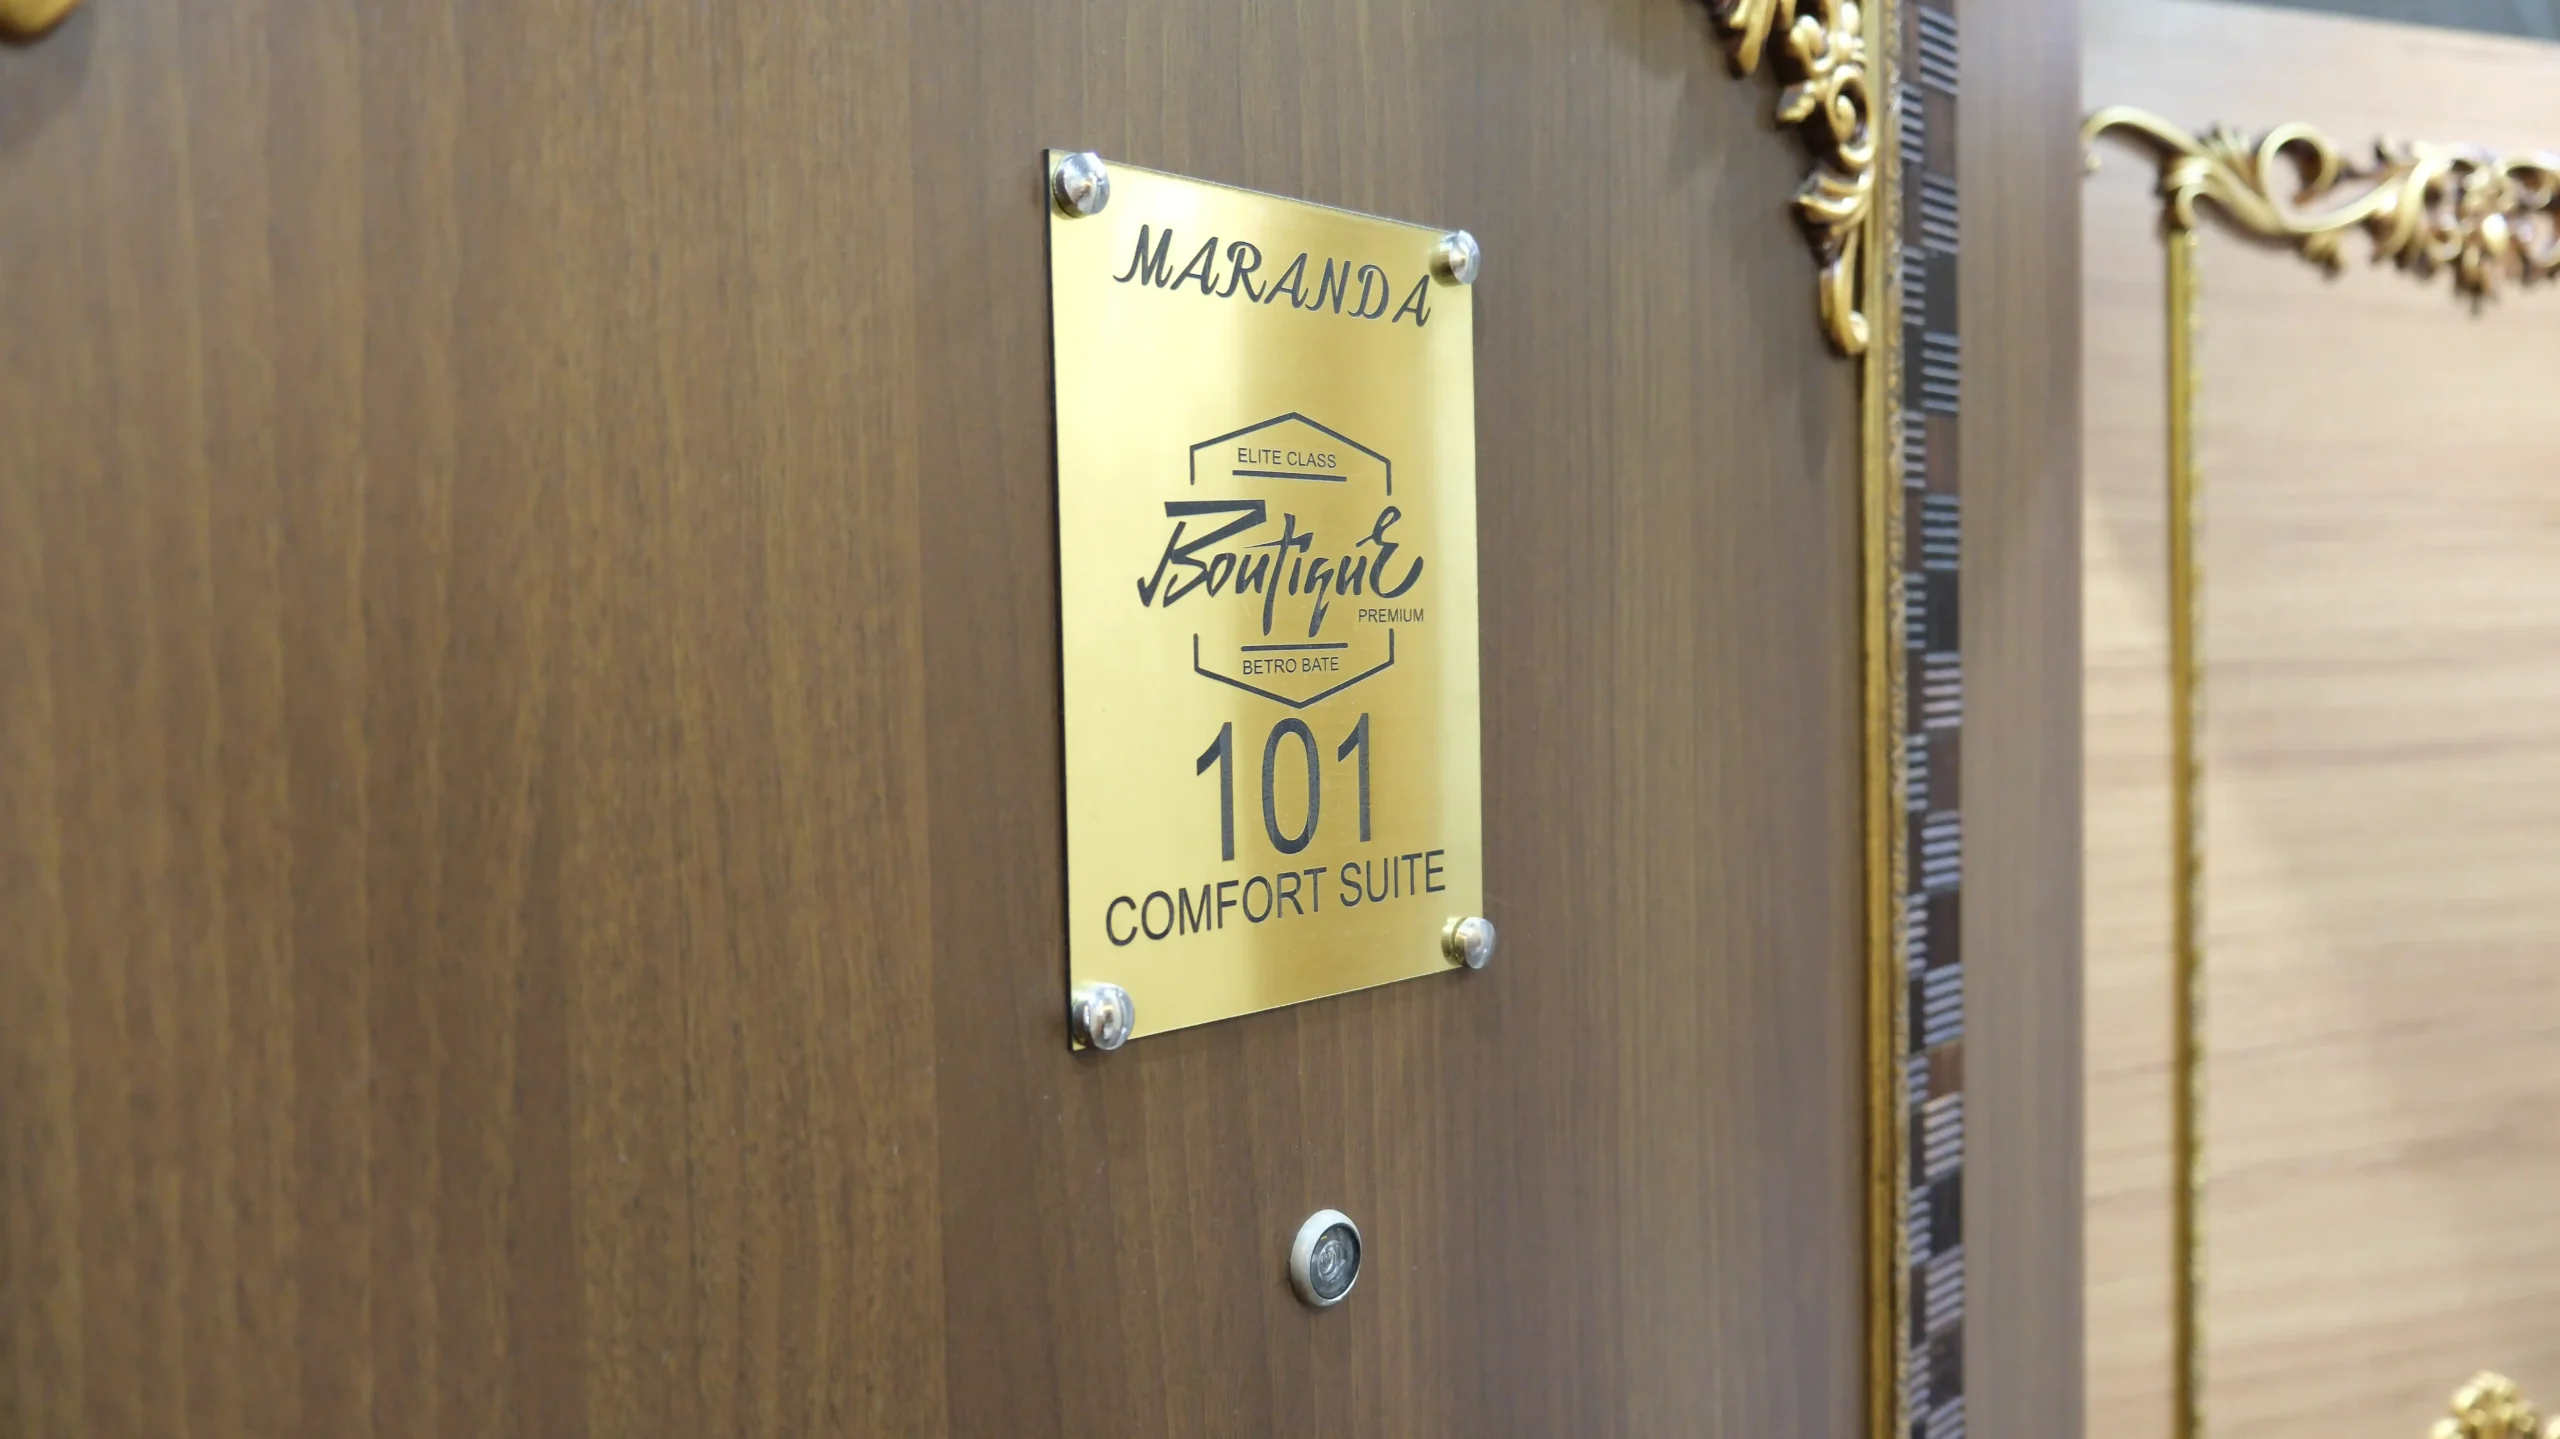 MARANDA
ELITE CLASS
BoutiquE
PREMIUM
BETRO BATE
101
COMFORT SUITE